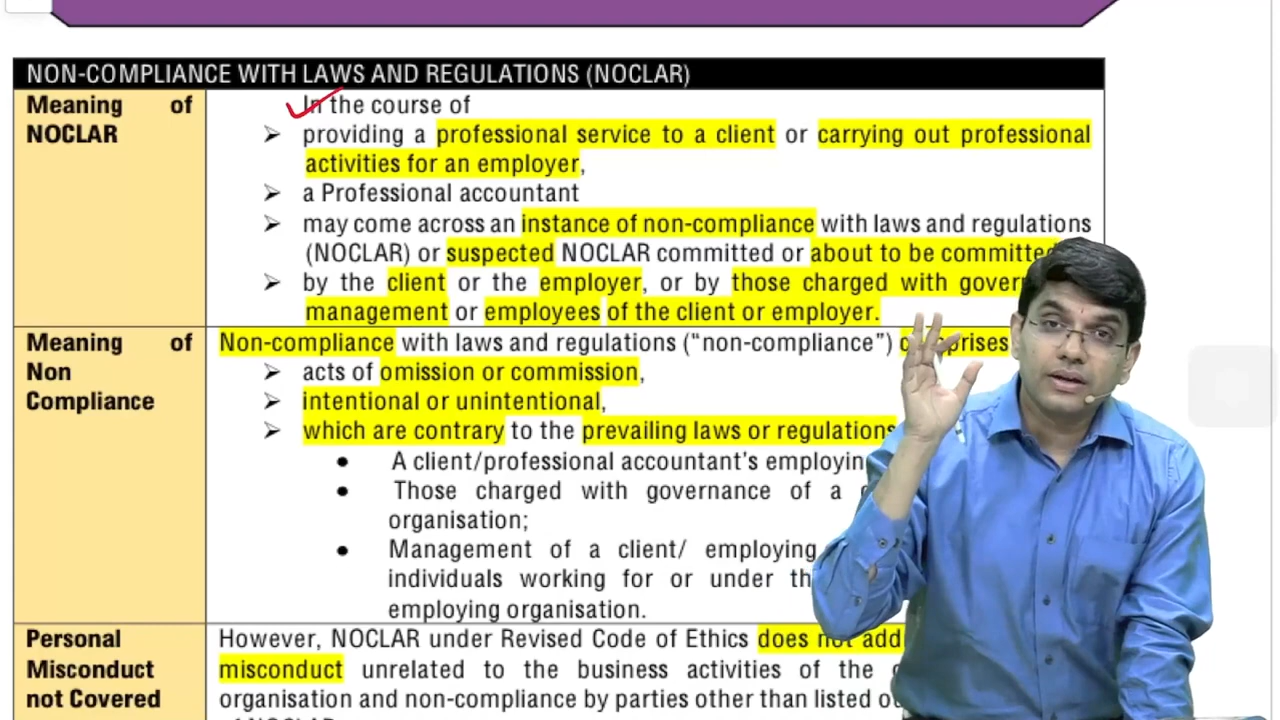 NON-COMPLIANCE WITH LAWS AND REGULATIONS (NOCLAR)
Meaning of
NOCLAR
In the course of
➢ providing a professional service to a client or carrying out professional
activities for an employer,
➢ a Professional accountant
➢ may come across an instance of non-compliance with laws and regulations
(NOCLAR) or suspected NOCLAR committed or about to be committed
➢ by the client or the employer, or by those charged with
management or employees of the client or employer.
Meaning of
Non
Compliance
Non-compliance with laws and regulations ("non-compliance")
➢ acts of omission or commission,
➢ intentional or unintentional,
➢ which are contrary to the prevailing laws or regulations
• A client/professional accountant's
• Those charged with governance of a
organisation;
• Management of a client/ employing
individuals working for or under
employing organisation.
Personal
Misconduct
not Covered
However, NOCLAR under Revised Code of Ethics does not
misconduct unrelated to the business activities of the
organisation and non-compliance by parties other than listed